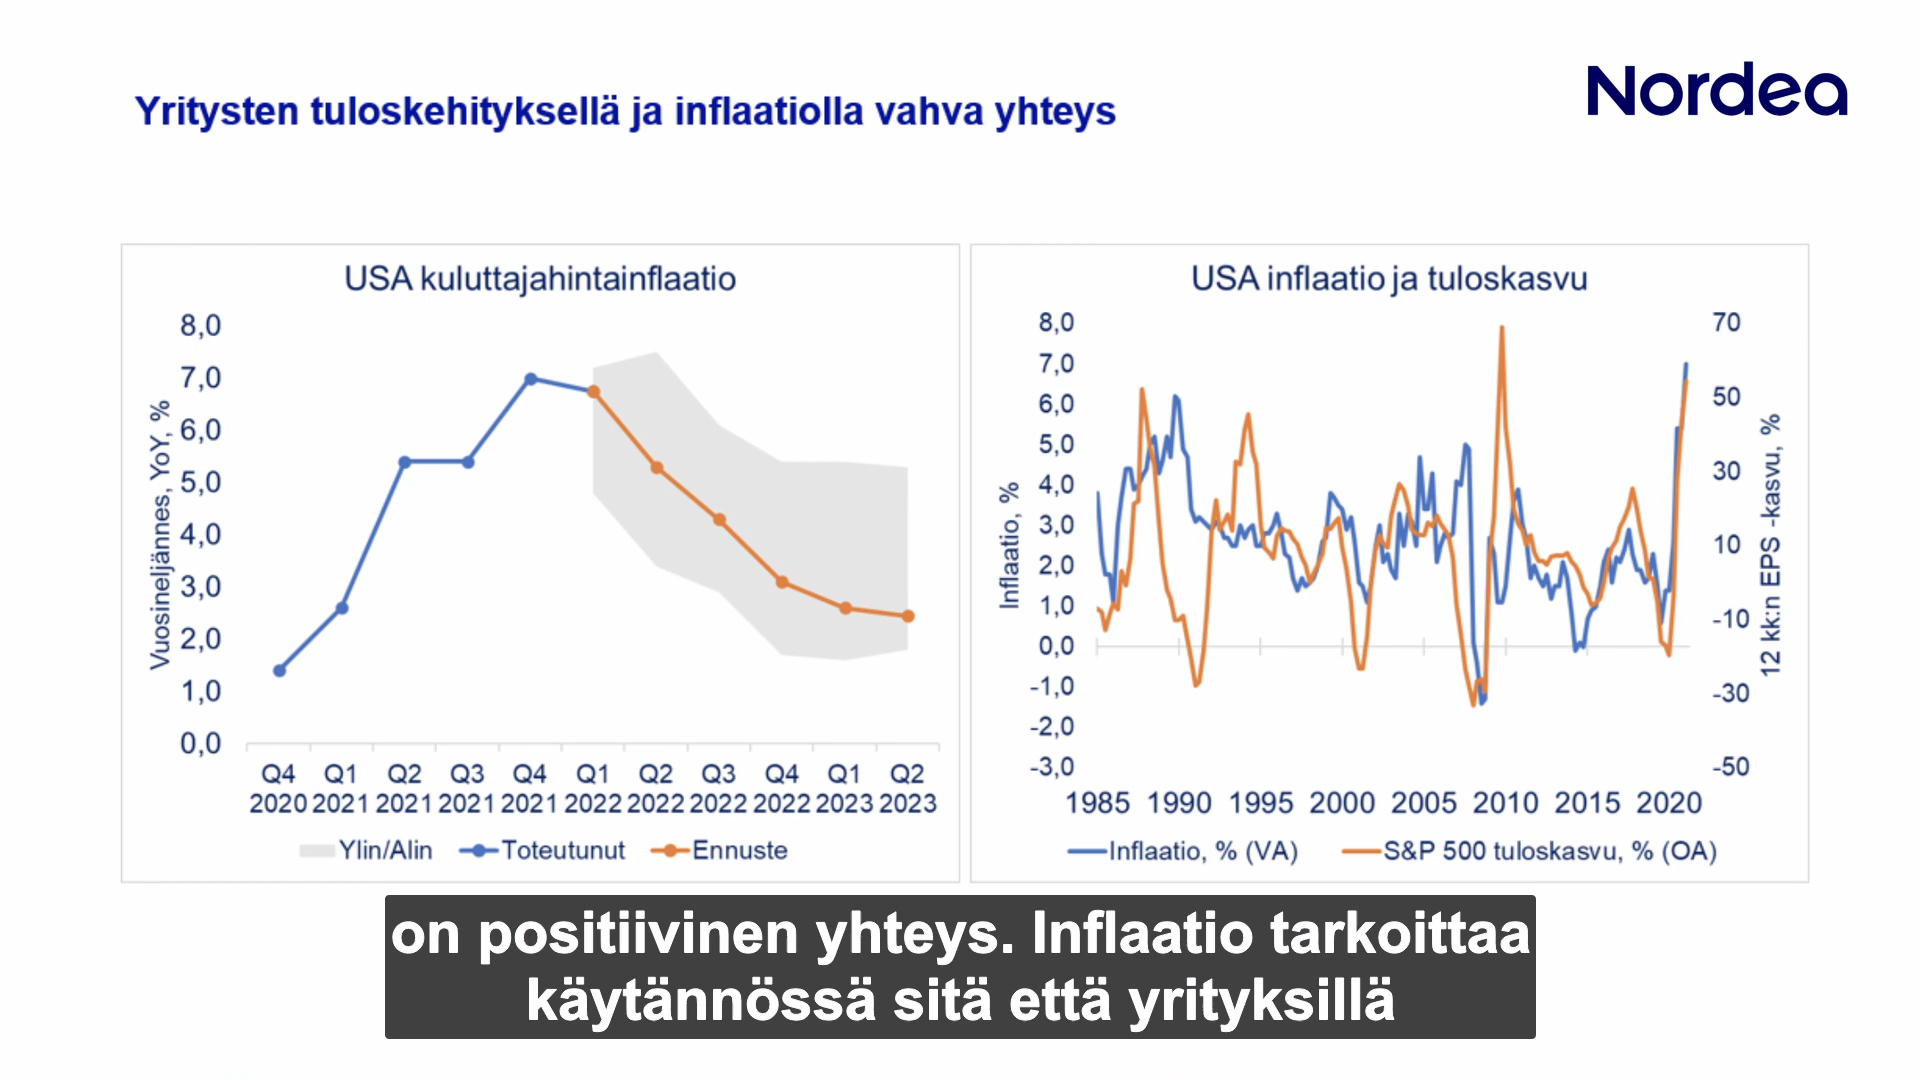 Nordea
Yritysten tuloskehityksellä ja inflaatiolla vahva yhteys
USA kuluttajahintainflaatio
Vuosineljännes, YoY, %
8,0
7,0
6,0
5,0
4,0
3,0
2,0
1,0
0,0
Q4 Q1 Q2 Q3 Q4 Q1 Q2 Q3 Q4 Q1 Q2
2020 2021 2021 2021 2021 2022 2022 2022 2022 2023 2023
Ylin/Alin Toteutunut Ennuste
USA inflaatio ja tuloskasvu
Inflaatio, %
8,0
7,0
6,0
5,0
4,0
3,0
2,0
1,0
0,0
-1,0
-2,0
-3,0
70
50
30
10
-10
-30
-50
12 kk:n EPS -kasvu, %
1985 1990 1995 2000 2005 2010 2015 2020
Inflaatio, % (VA) S&P 500 tuloskasvu, % (OA)
on positiivinen yhteys. Inflaatio tarkoittaa
käytännössä sitä että yrityksillä